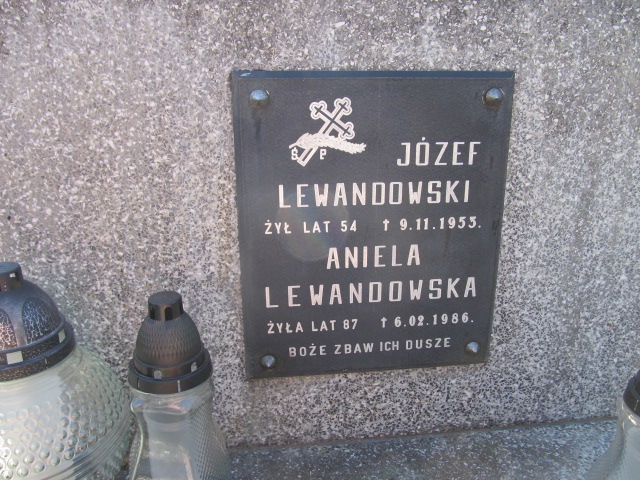 Ś P
JÓZEF
LEWANDOWSKI
ŻYŁ LAT 54 † 9.11.1953.
ANIELA
LEWANDOWSKA
ŻYŁA LAT 87 † 6.02.1986.
BOŻE ZBAW ICH DUSZE